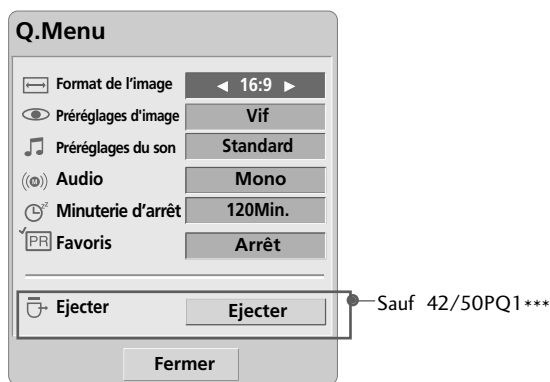 Q.Menu
Format de l'image ◄ 16:9 ►
Préréglages d'image Vif
Préréglages du son Standard
Audio Mono
Minuterie d'arrêt 120Min.
PR Favoris Arrêt
Ejecter Ejecter
Sauf 42/50PQ1***
Fermer